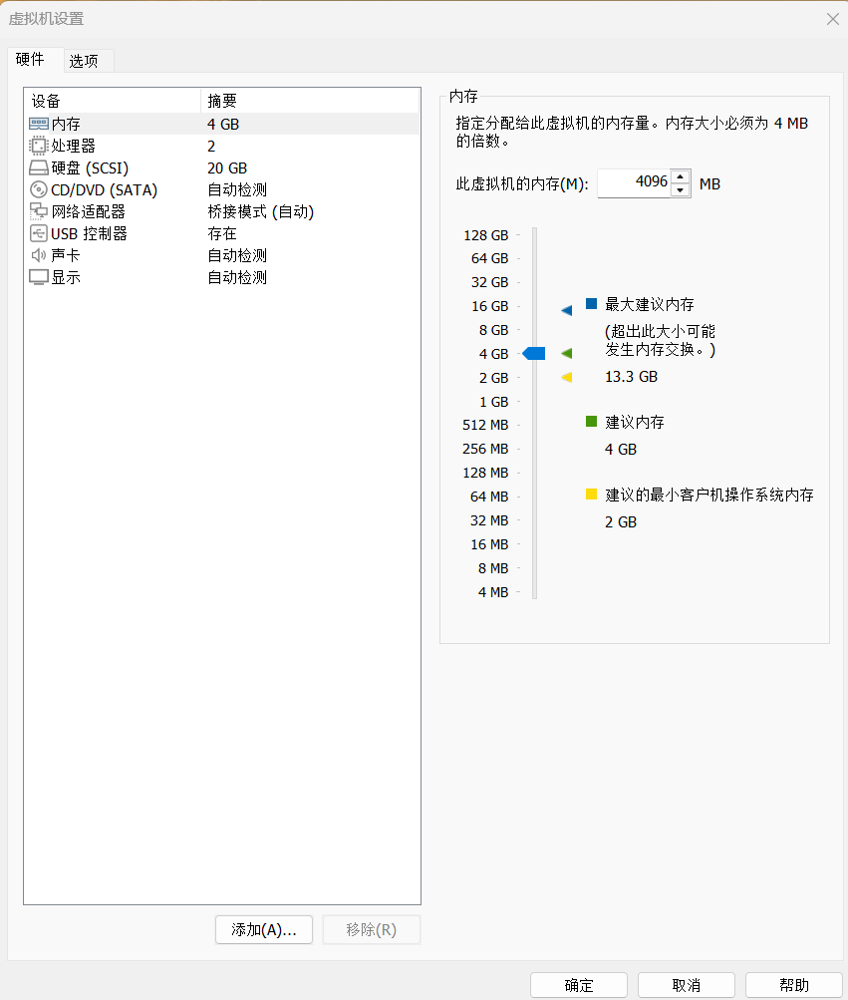 虚拟机设置
硬件 选项
设备 摘要
内存 4 GB
处理器 2
硬盘 (SCSI) 20 GB
CD/DVD (SATA) 自动检测
网络适配器 桥接模式 (自动)
USB 控制器 存在
声卡 自动检测
显示 自动检测
添加(A)... 移除(R)
内存
指定分配给此虚拟机的内存量。内存大小必须为 4 MB
的倍数。
此虚拟机的内存(M): 4096 MB
128 GB
64 GB
32 GB
16 GB
8 GB
4 GB
2 GB
1 GB
512 MB
256 MB
128 MB
64 MB
32 MB
16 MB
8 MB
4 MB
最大建议内存
(超出此大小可能
发生内存交换。)
13.3 GB
建议内存
4 GB
建议的最小客户机操作系统内存
2 GB
确定 取消 帮助